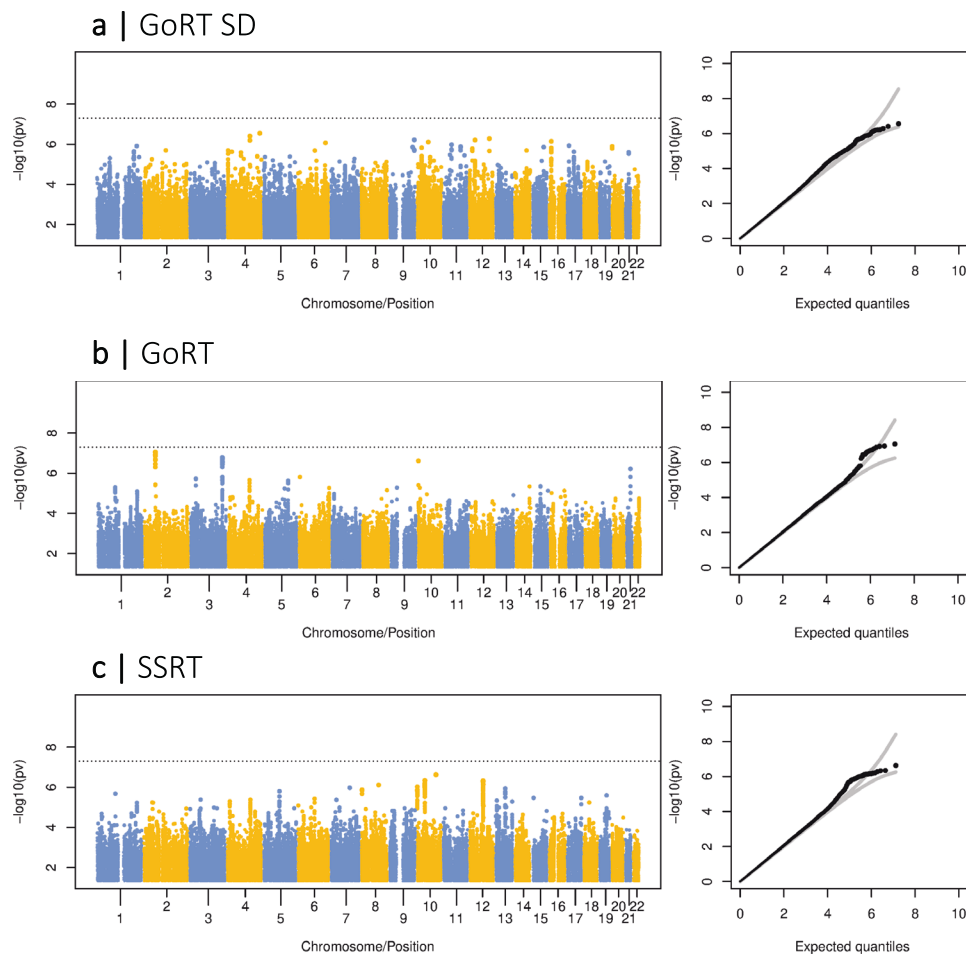 a | GoRT SD
−log10(pv)
8
6
4
2
1 2 3 4 5 6 7 8 9 10 11 12 13 14 15 16 17 18 19 20 21 22
Chromosome/Position
−log10(pv)
10
8
6
4
2
0
0 2 4 6 8 10
Expected quantiles
b | GoRT
−log10(pv)
8
6
4
2
1 2 3 4 5 6 7 8 9 10 11 12 13 14 15 16 17 18 19 20 21 22
Chromosome/Position
−log10(pv)
10
8
6
4
2
0
0 2 4 6 8 10
Expected quantiles
c | SSRT
−log10(pv)
8
6
4
2
1 2 3 4 5 6 7 8 9 10 11 12 13 14 15 16 17 18 19 20 21 22
Chromosome/Position
−log10(pv)
10
8
6
4
2
0
0 2 4 6 8 10
Expected quantiles